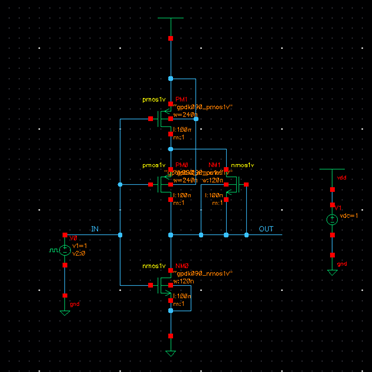 pmos1v PM1
"gpdk090_pmos1v"
w=240n
l:100n
m:1
pmos1v PM0 NM1 nmos1v
w=240n w:120n
l:100n l:100n
m:1 m:1
vdd
V1
vdc=1
IN OUT
V0
v1=1
v2:0
NM0
nmos1v "gpdk090_nmos1v"
w:120n
l:100n
m:1
gnd
gnd